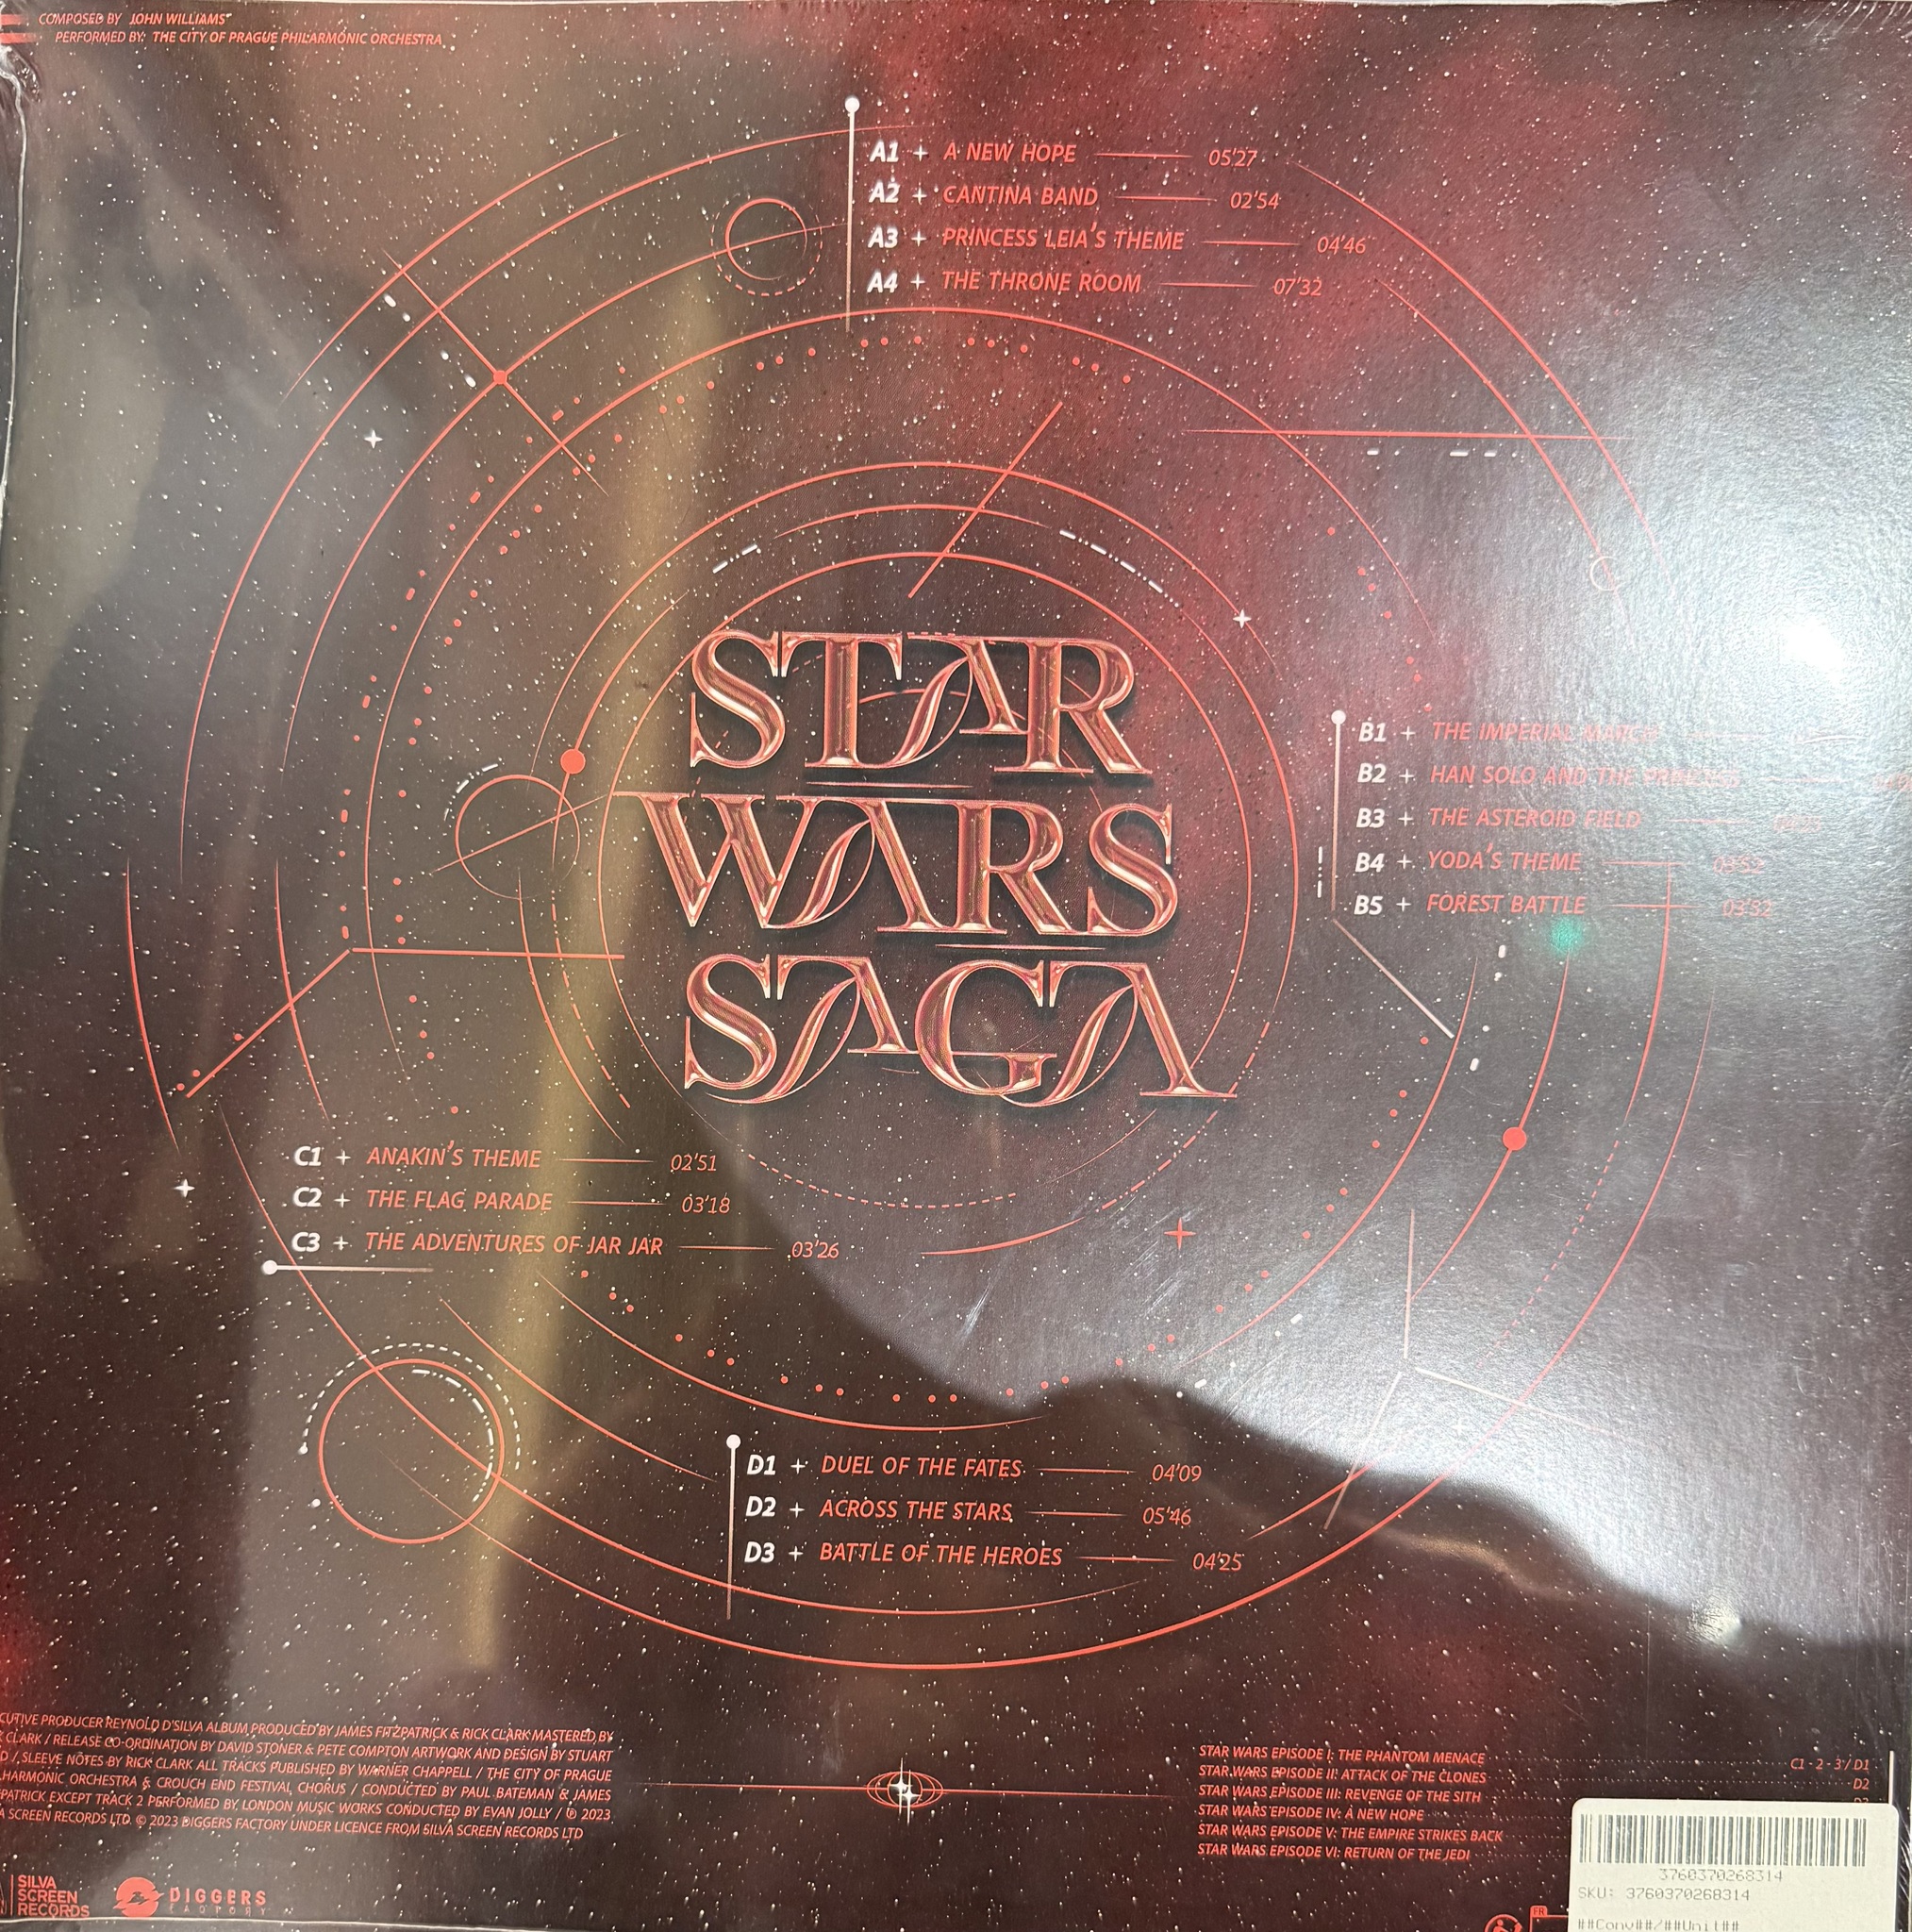 COMPOSED BY JOHN WILLIAMS
PERFORMED BY: THE CITY OF PRAGUE PHILARMONIC ORCHESTRA
A1 + A NEW HOPE 05'27
A2 + CANTINA BAND 02'54
A3 + PRINCESS LEIA'S THEME 04'46
A4 + THE THRONE ROOM 07'32
STAR
WARS
SAGA
B1 + THE IMPERIAL MARCH
B2 + HAN SOLO AND THE PRINCESS
B3 + THE ASTEROID FIELD
B4 + YODA'S THEME 03'52
B5 + FOREST BATTLE 03'32
C1 + ANAKIN'S THEME 02'51
C2 + THE FLAG PARADE 03'18
C3 + THE ADVENTURES OF JAR JAR 03'26
D1 + DUEL OF THE FATES 04'09
D2 + ACROSS THE STARS 05'46
D3 + BATTLE OF THE HEROES 04'25
CUTIVE PRODUCER REYNOLD D'SILVA ALBUM PRODUCED BY JAMES FITZPATRICK & RICK CLARK MASTERED BY
CLARK / RELEASE CO-ORDINATION BY DAVID STONER & PETE COMPTON ARTWORK AND DESIGN BY STUART
D / SLEEVE NOTES BY RICK CLARK ALL TRACKS PUBLISHED BY WARNER CHAPPELL / THE CITY OF PRAGUE
HARMONIC ORCHESTRA & CROUCH END FESTIVAL CHORUS / CONDUCTED BY PAUL BATEMAN & JAMES
PATRICK EXCEPT TRACK 2 PERFORMED BY LONDON MUSIC WORKS CONDUCTED BY EVAN JOLLY / ℗ 2023
A SCREEN RECORDS LTD © 2023 DIGGERS FACTORY UNDER LICENCE FROM SILVA SCREEN RECORDS LTD
STAR WARS EPISODE I: THE PHANTOM MENACE C1 - 2 - 3 / D1
STAR WARS EPISODE II: ATTACK OF THE CLONES D2
STAR WARS EPISODE III: REVENGE OF THE SITH D3
STAR WARS EPISODE IV: A NEW HOPE
STAR WARS EPISODE V: THE EMPIRE STRIKES BACK
STAR WARS EPISODE VI: RETURN OF THE JEDI
SILVA
SCREEN
RECORDS
DIGGERS
FACTORY
3760370268314
SKU: 3760370268314
##Conv##/##Unit##
FR